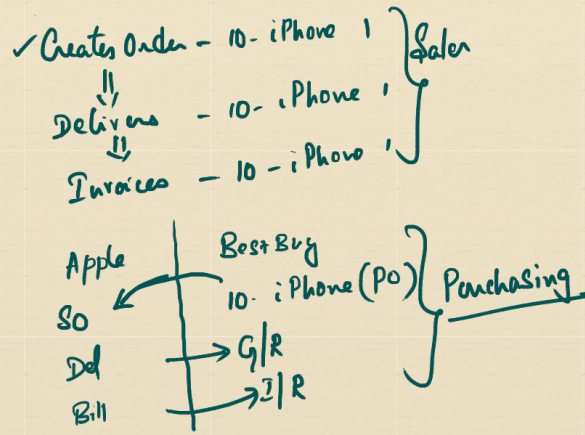 ✓ Creates Order - 10 - iPhone 1
Delivers - 10 - iPhone 1
Invoices - 10 - iPhone 1
Sales
Apple
Best Buy
10 - iPhone (PO)
SO
Del
G/R
Bill
I/R
Purchasing